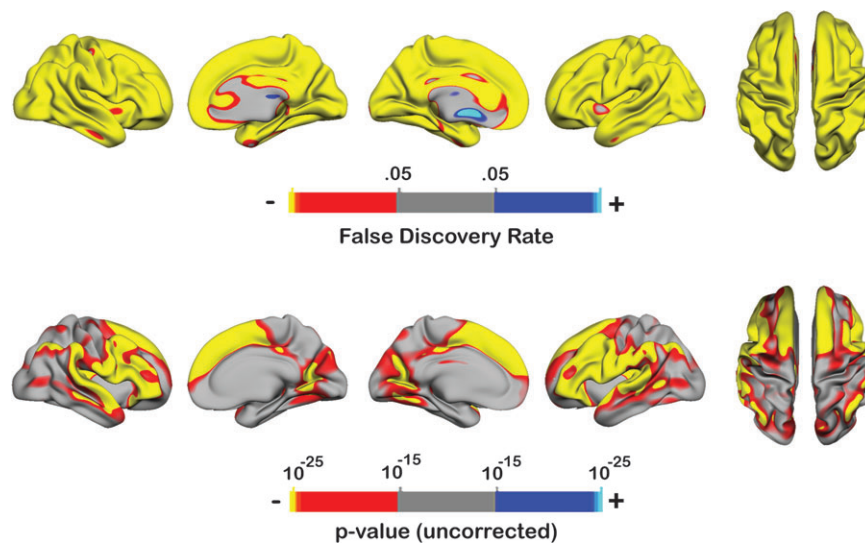 .05 .05
- +
False Discovery Rate
10-25 10-15 10-15 10-25
- +
p-value (uncorrected)